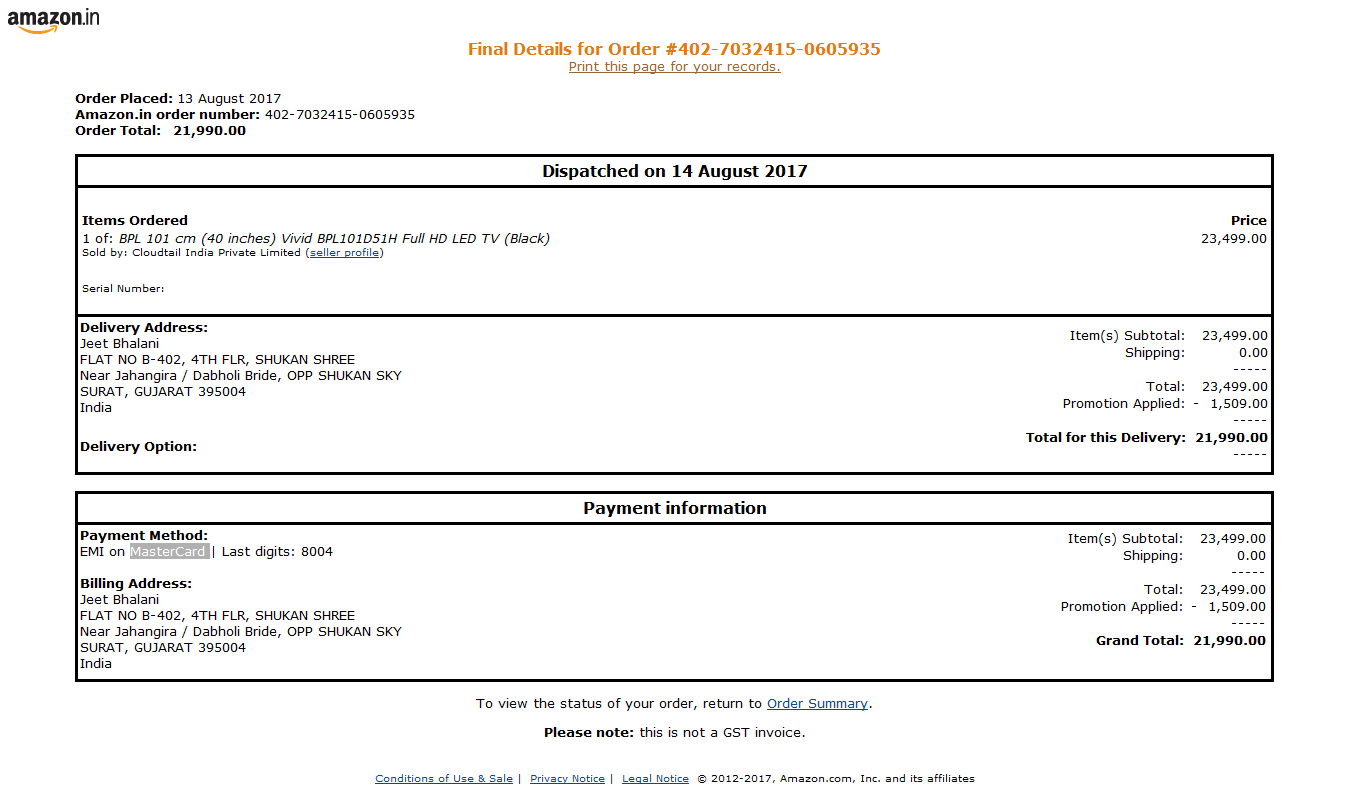 amazon.in
Final Details for Order #402-7032415-0605935
Print this page for your records.
Order Placed: 13 August 2017
Amazon.in order number: 402-7032415-0605935
Order Total: 21,990.00
Dispatched on 14 August 2017
Items Ordered Price
1 of: BPL 101 cm (40 inches) Vivid BPL101D51H Full HD LED TV (Black) 23,499.00
Sold by: Cloudtail India Private Limited (seller profile)
Serial Number:
Delivery Address:
Jeet Bhalani
FLAT NO B-402, 4TH FLR, SHUKAN SHREE
Near Jahangira / Dabholi Bride, OPP SHUKAN SKY
SURAT, GUJARAT 395004
India
Delivery Option:
Item(s) Subtotal: 23,499.00
Shipping: 0.00
-----
Total: 23,499.00
Promotion Applied: - 1,509.00
-----
Total for this Delivery: 21,990.00
-----
Payment information
Payment Method:
EMI on MasterCard | Last digits: 8004
Billing Address:
Jeet Bhalani
FLAT NO B-402, 4TH FLR, SHUKAN SHREE
Near Jahangira / Dabholi Bride, OPP SHUKAN SKY
SURAT, GUJARAT 395004
India
Item(s) Subtotal: 23,499.00
Shipping: 0.00
-----
Total: 23,499.00
Promotion Applied: - 1,509.00
-----
Grand Total: 21,990.00
To view the status of your order, return to Order Summary.
Please note: this is not a GST invoice.
Conditions of Use & Sale | Privacy Notice | Legal Notice © 2012-2017, Amazon.com, Inc. and its affiliates